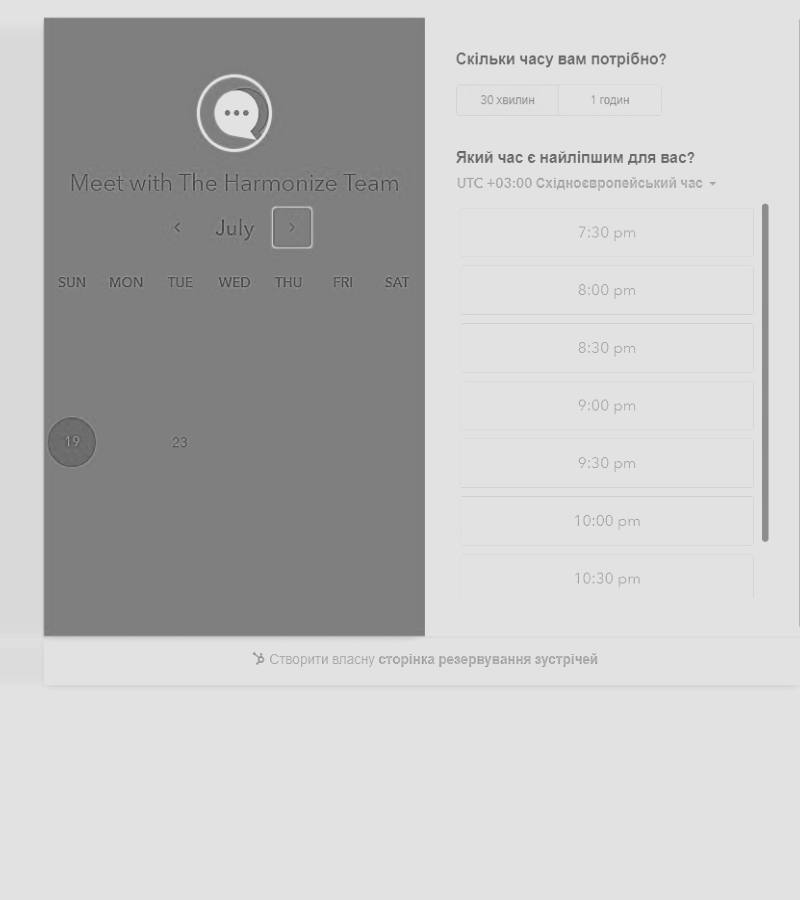 Meet with The Harmonize Team
July
SUN MON TUE WED THU FRI SAT
19 23
Скільки часу вам потрібно?
30 хвилин 1 годин
Який час є найліпшим для вас?
UTC +03:00 Східноєвропейський час
7:30 pm
8:00 pm
8:30 pm
9:00 pm
9:30 pm
10:00 pm
10:30 pm
Створити власну сторінка резервування зустрічей